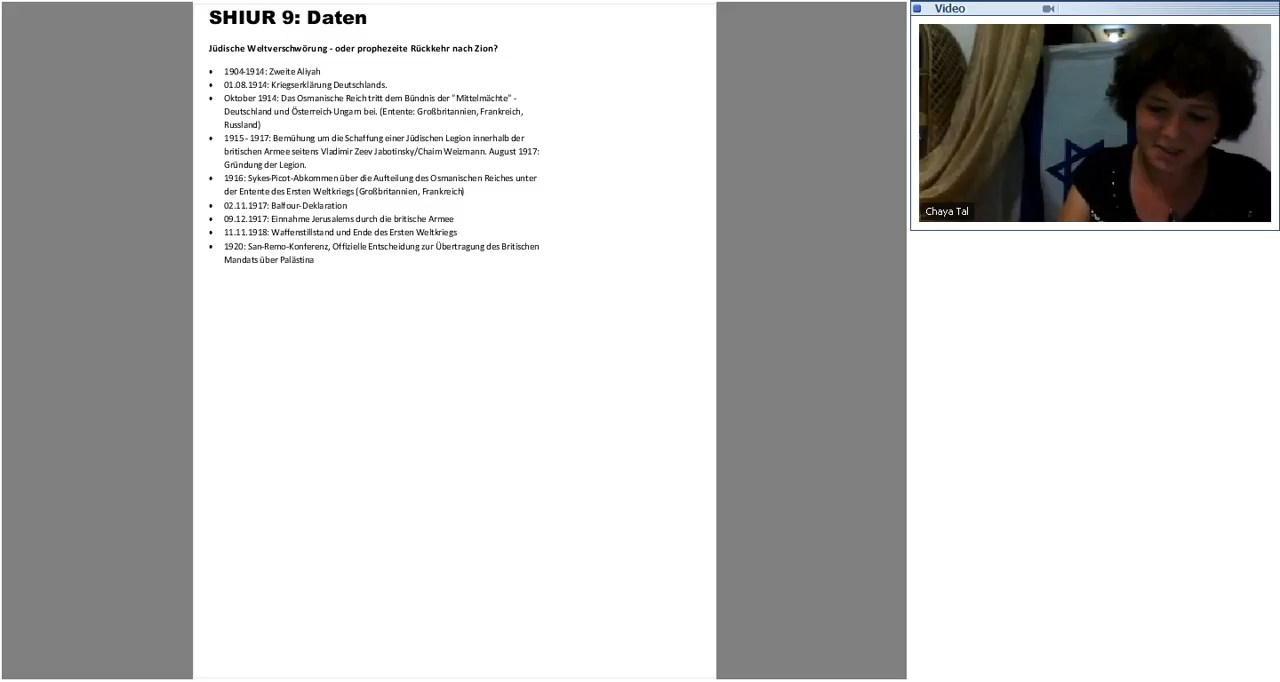 SHIUR 9: Daten
Jüdische Weltverschwörung - oder prophezeite Rückkehr nach Zion?
• 1904-1914: Zweite Aliyah
• 01.08.1914: Kriegserklärung Deutschlands.
• Oktober 1914: Das Osmanische Reich tritt dem Bündnis der "Mittelmächte" -
Deutschland und Österreich-Ungarn bei. (Entente: Großbritannien, Frankreich,
Russland)
• 1915 - 1917: Bemühung um die Schaffung einer Jüdischen Legion innerhalb der
britischen Armee seitens Vladimir Zeev Jabotinsky/Chaim Weizmann. August 1917:
Gründung der Legion.
• 1916: Sykes-Picot-Abkommen über die Aufteilung des Osmanischen Reiches unter
der Entente des Ersten Weltkriegs (Großbritannien, Frankreich)
• 02.11.1917: Balfour-Deklaration
• 09.12.1917: Einnahme Jerusalems durch die britische Armee
• 11.11.1918: Waffenstillstand und Ende des Ersten Weltkriegs
• 1920: San-Remo-Konferenz, Offizielle Entscheidung zur Übertragung des Britischen
Mandats über Palästina
Video
Chaya Tal